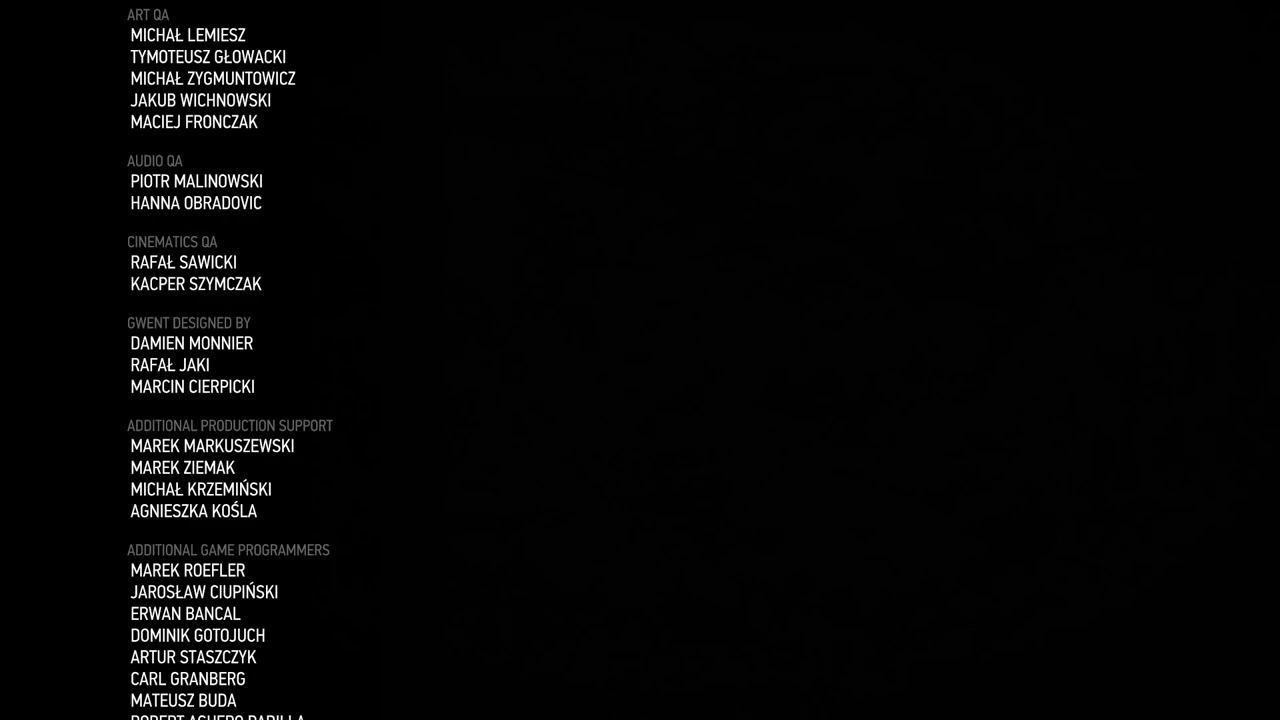 ART QA
MICHAŁ LEMIESZ
TYMOTEUSZ GŁOWACKI
MICHAŁ ZYGMUNTOWICZ
JAKUB WICHNOWSKI
MACIEJ FRONCZAK
AUDIO QA
PIOTR MALINOWSKI
HANNA OBRADOVIC
CINEMATICS QA
RAFAŁ SAWICKI
KACPER SZYMCZAK
GWENT DESIGNED BY
DAMIEN MONNIER
RAFAŁ JAKI
MARCIN CIERPICKI
ADDITIONAL PRODUCTION SUPPORT
MAREK MARKUSZEWSKI
MAREK ZIEMAK
MICHAŁ KRZEMIŃSKI
AGNIESZKA KOŚLA
ADDITIONAL GAME PROGRAMMERS
MAREK ROEFLER
JAROSŁAW CIUPIŃSKI
ERWAN BANCAL
DOMINIK GOTOJUCH
ARTUR STASZCZYK
CARL GRANBERG
MATEUSZ BUDA